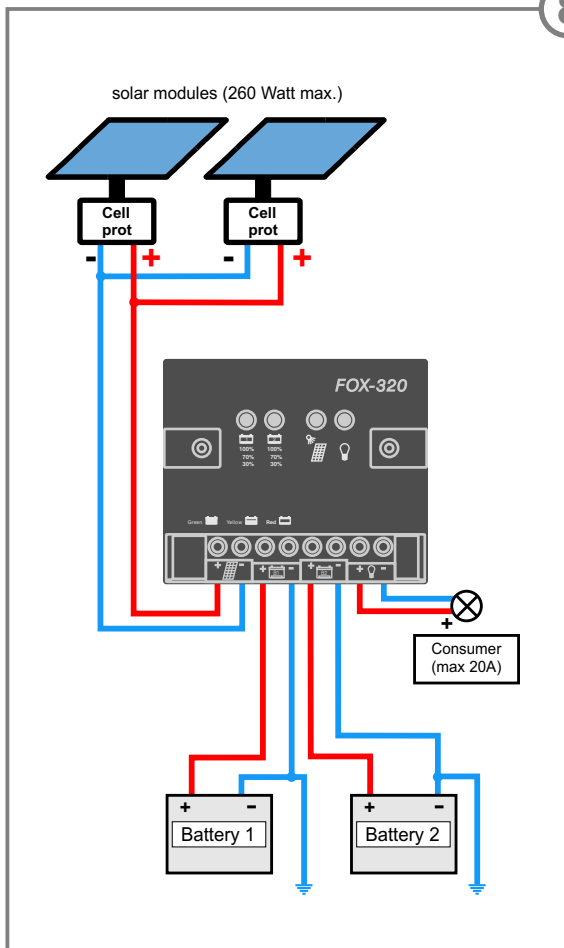 8
solar modules (260 Watt max.)
Cell
prot
Cell
prot
- +
- +
FOX-320
100%
70%
30%
100%
70%
30%
Green Yellow Red
+ - + - + - + -
+
Consumer
(max 20A)
+ -
Battery 1
+ -
Battery 2